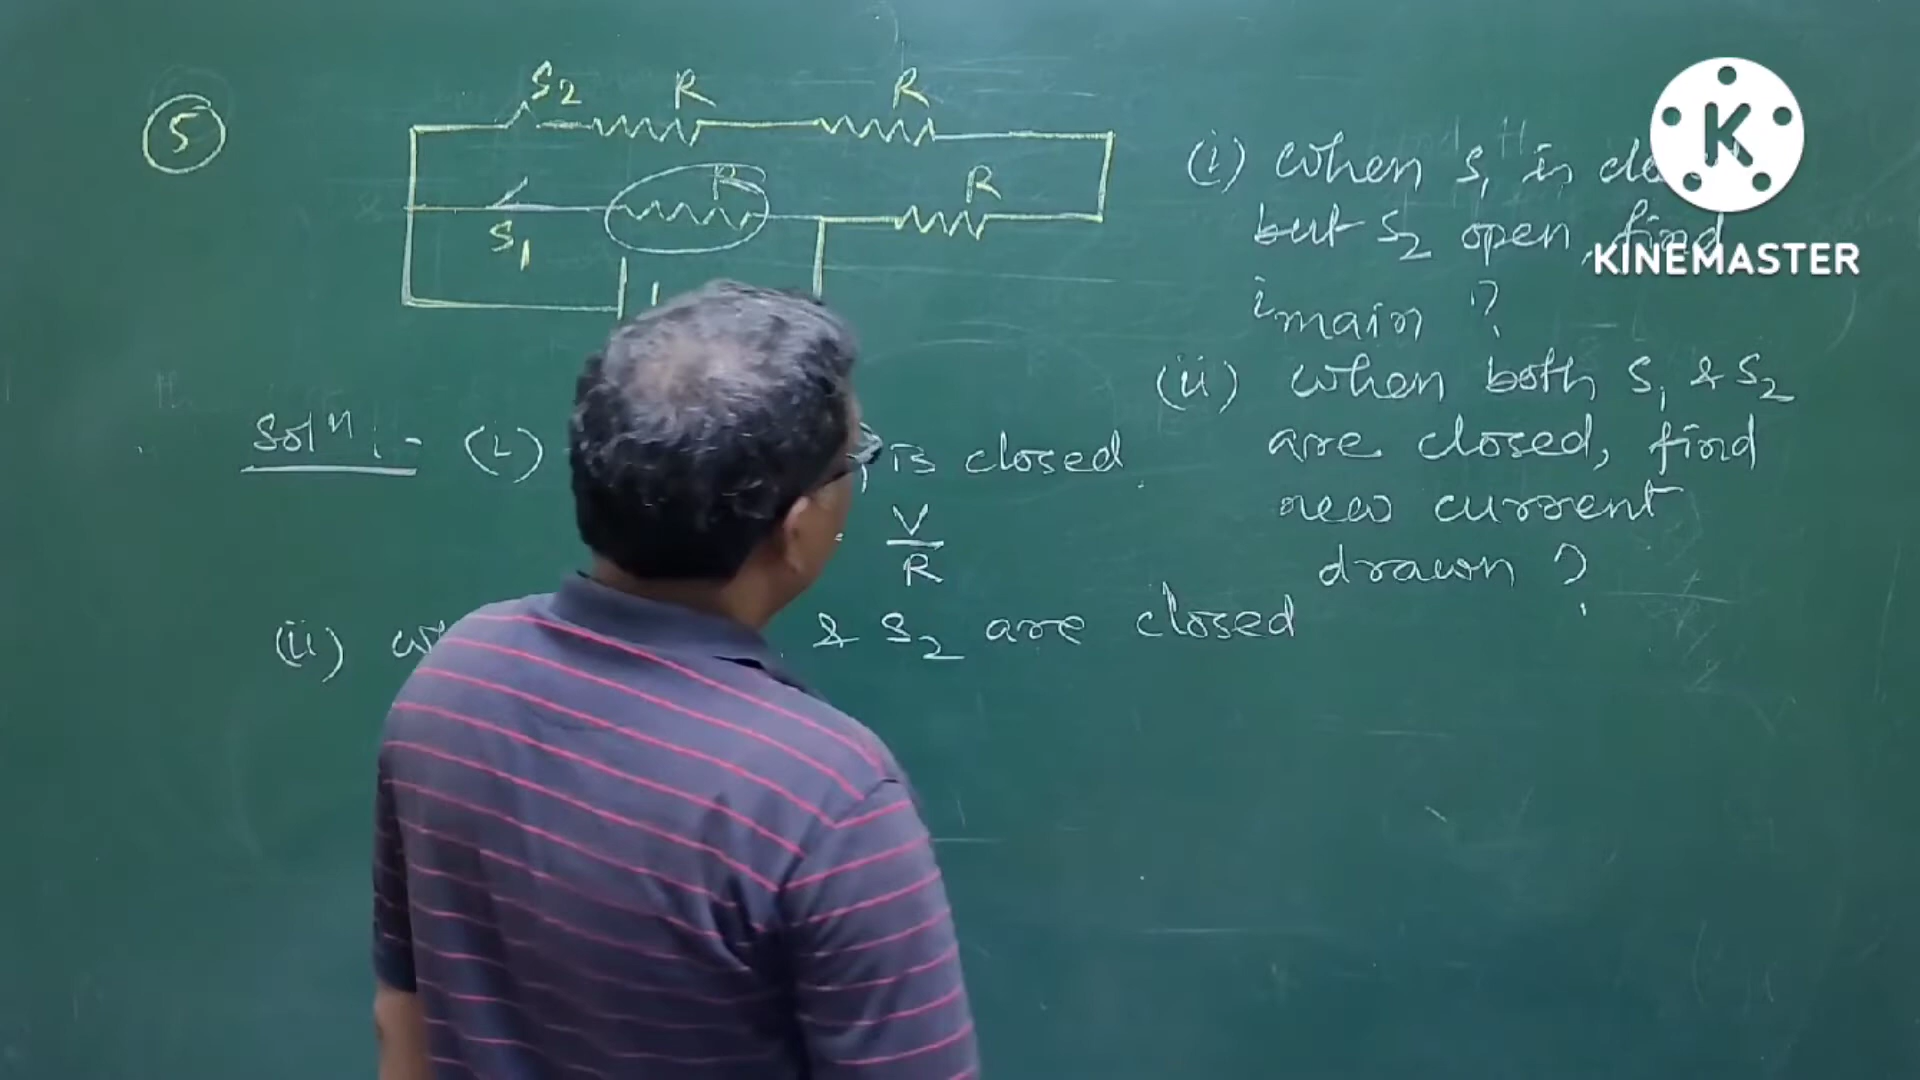 5
S2
R
R
R
R
S1
(i) when S1 is
but S2 open, find
imain ?
(ii) when both S1 & S2
are closed, find
new current
drawn ?
Soln :- (i)
is closed
V
R
(ii)
& S2 are closed
K
KINEMASTER